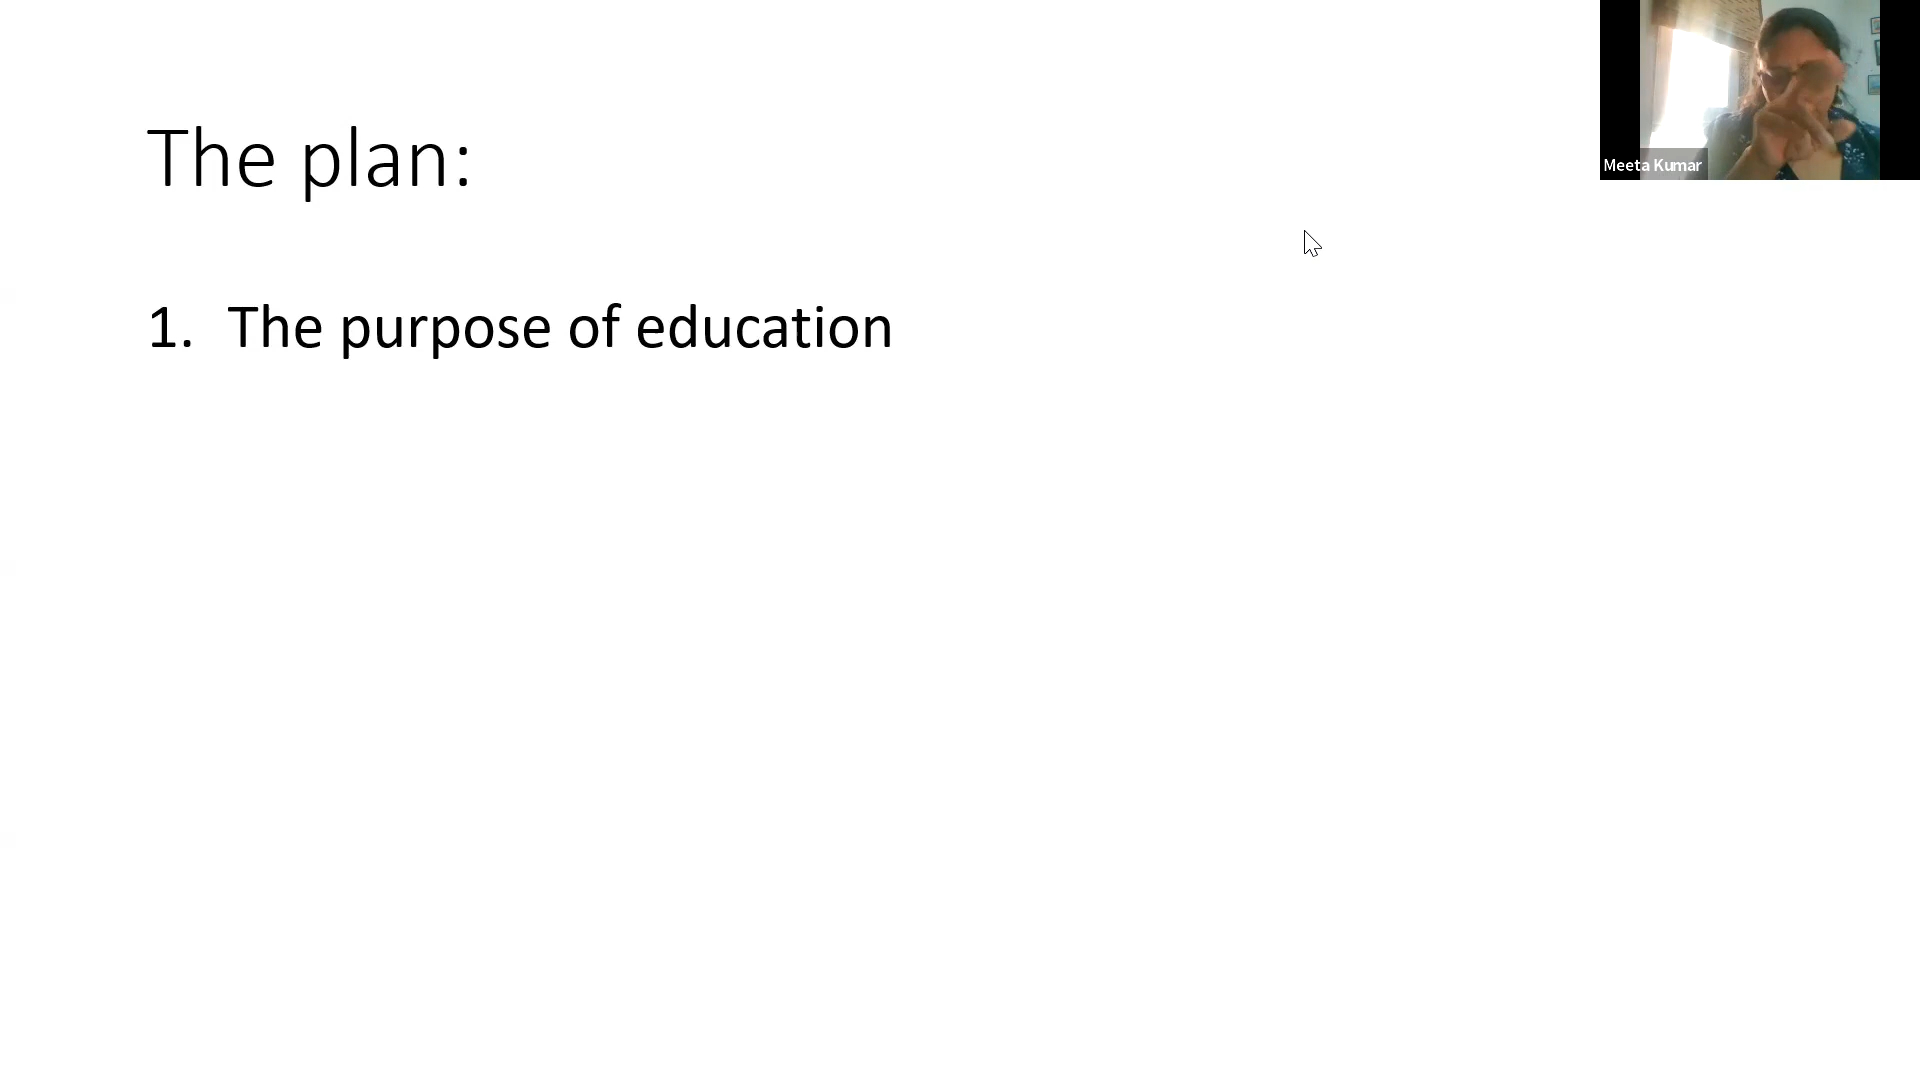 The plan:
Meeta Kumar
1. The purpose of education